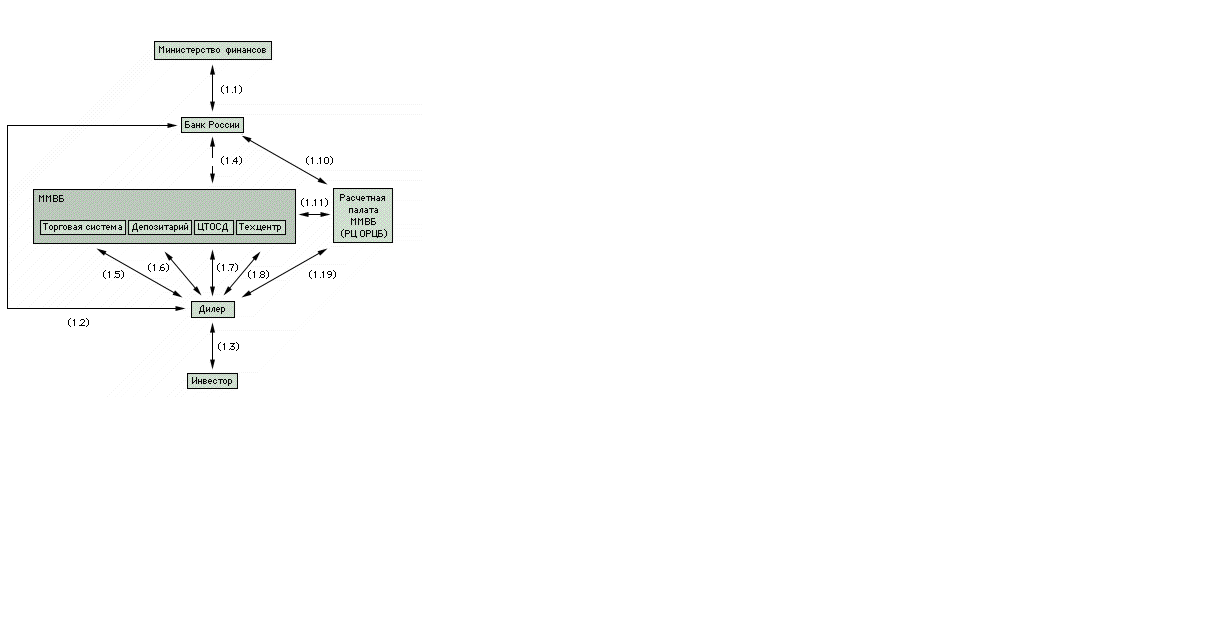 Министерство финансов
(1.1)
Банк России
(1.4)
(1.10)
ММВБ
Торговая система
Депозитарий
ЦТОСД
Техцентр
(1.11)
Расчетная
палата
ММВБ
(РЦ ОРЦБ)
(1.5)
(1.6)
(1.7)
(1.8)
(1.19)
Дилер
(1.2)
(1.3)
Инвестор